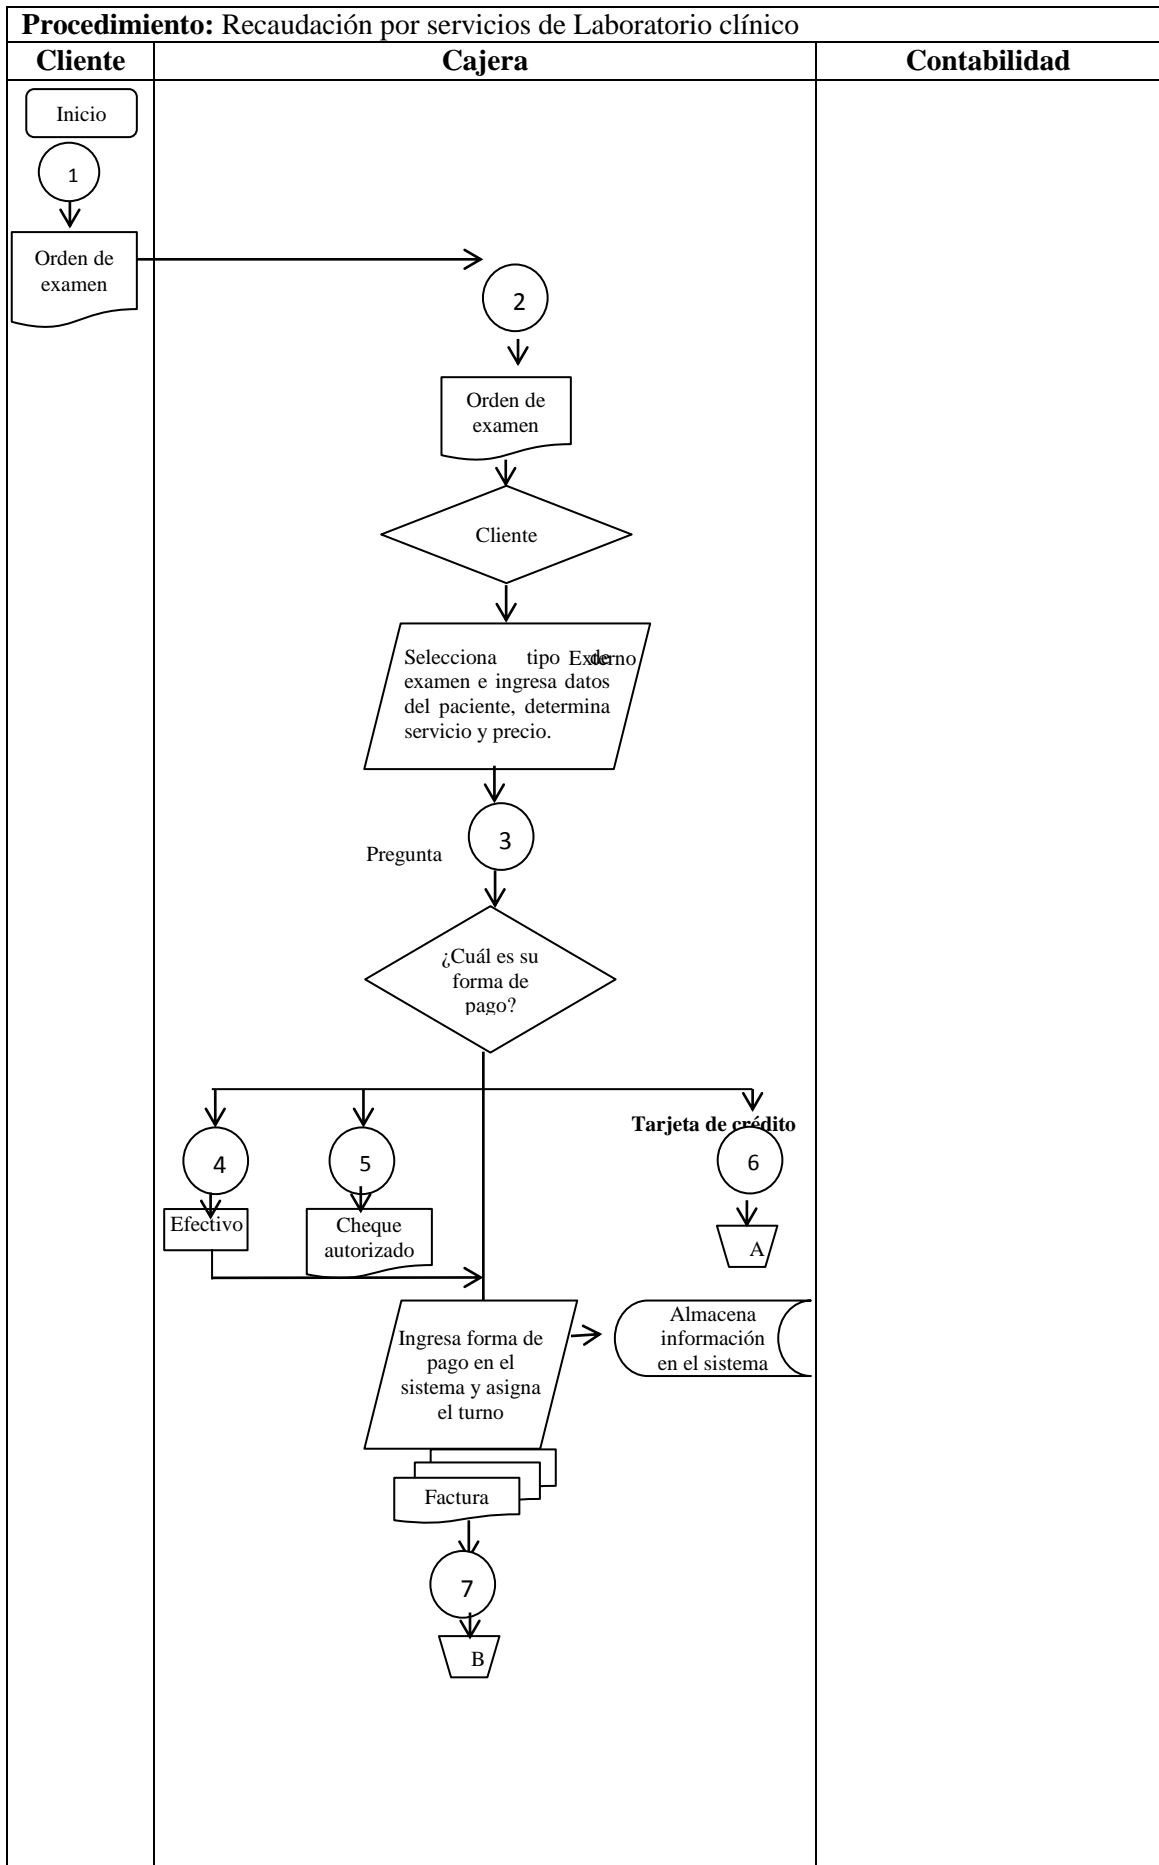 Procedimiento: Recaudación por servicios de Laboratorio clínico
Cliente
Cajera
Contabilidad
Inicio
1
Orden de
examen
2
Orden de
examen
Cliente
Externo
Selecciona tipo de
examen e ingresa datos
del paciente, determina
servicio y precio.
3
Pregunta
¿Cuál es su
forma de
pago?
Tarjeta de crédito
4
5
6
Efectivo
Cheque
autorizado
A
Ingresa forma de
pago en el
sistema y asigna
el turno
Almacena
información
en el sistema
Factura
7
B